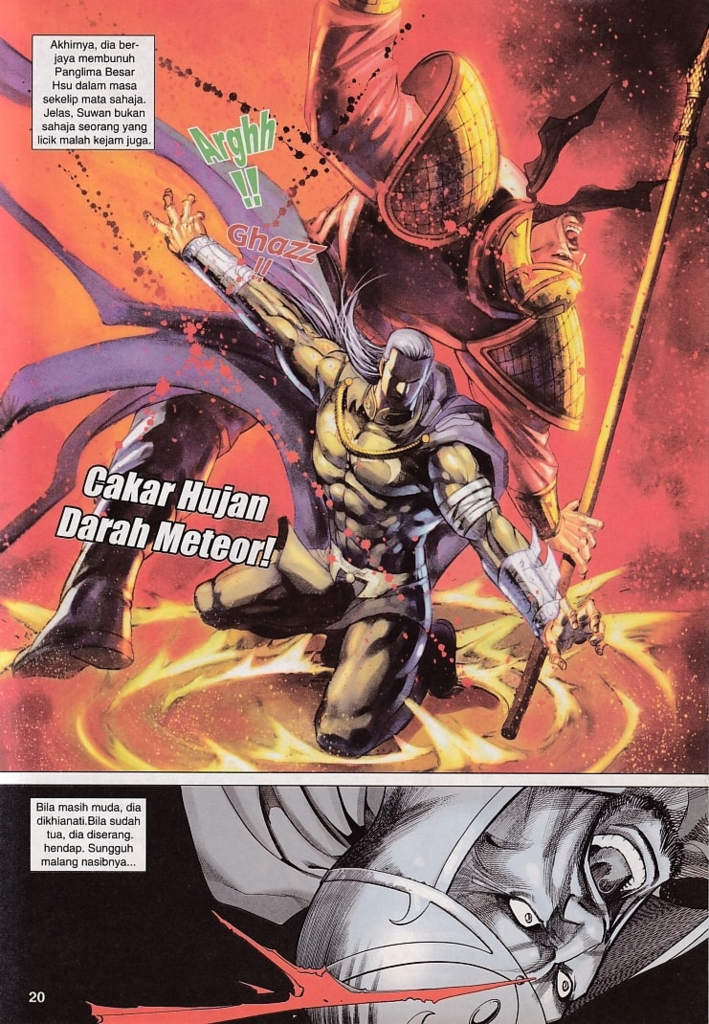 Akhirnya, dia ber-
jaya membunuh
Panglima Besar
Hsu dalam masa
sekelip mata sahaja.
Jelas, Suwan bukan
sahaja seorang yang
licik malah kejam juga.
Arghh
!!
Ghazz
!!
Cakar Hujan
Darah Meteor!
Bila masih muda, dia
dikhianati.Bila sudah
tua, dia diserang.
hendap. Sungguh
malang nasibnya...
20